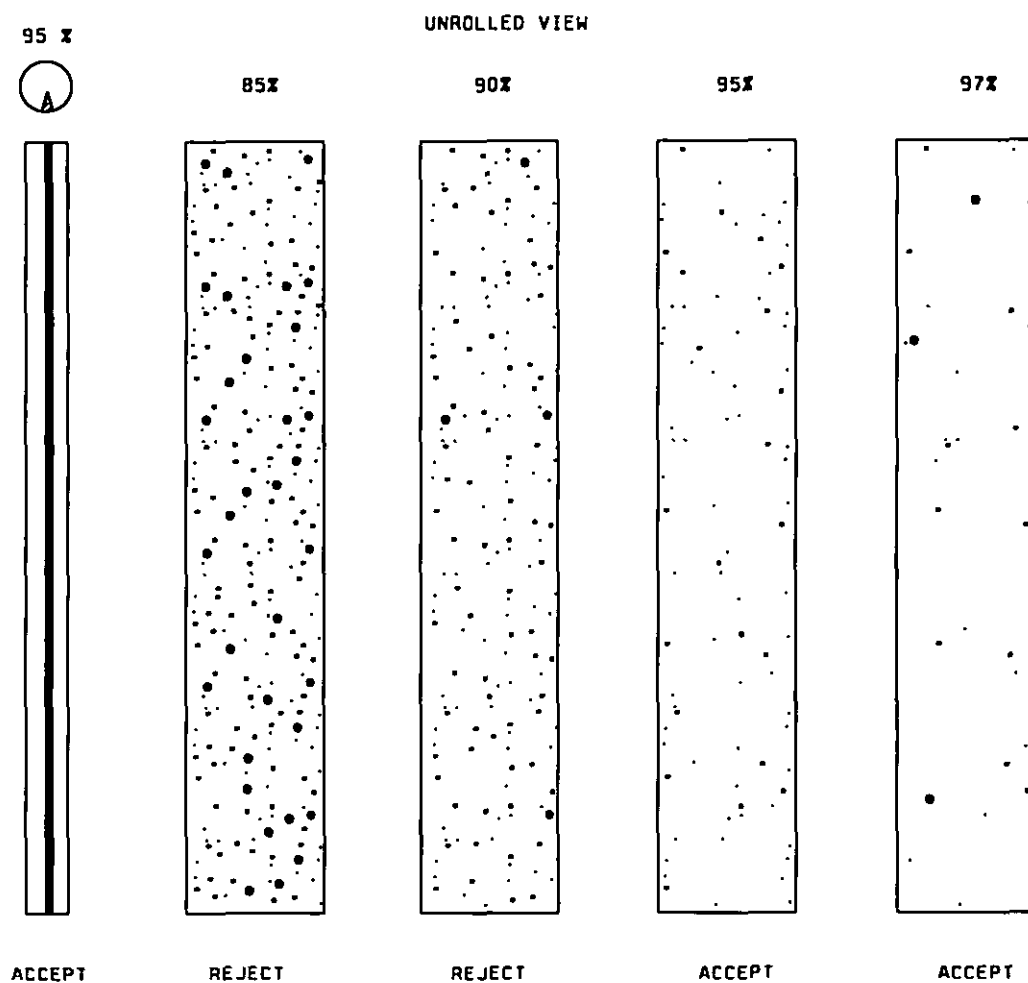 UNROLLED VIEW
95 %
85%
90%
95%
97%
ACCEPT
REJECT
REJECT
ACCEPT
ACCEPT